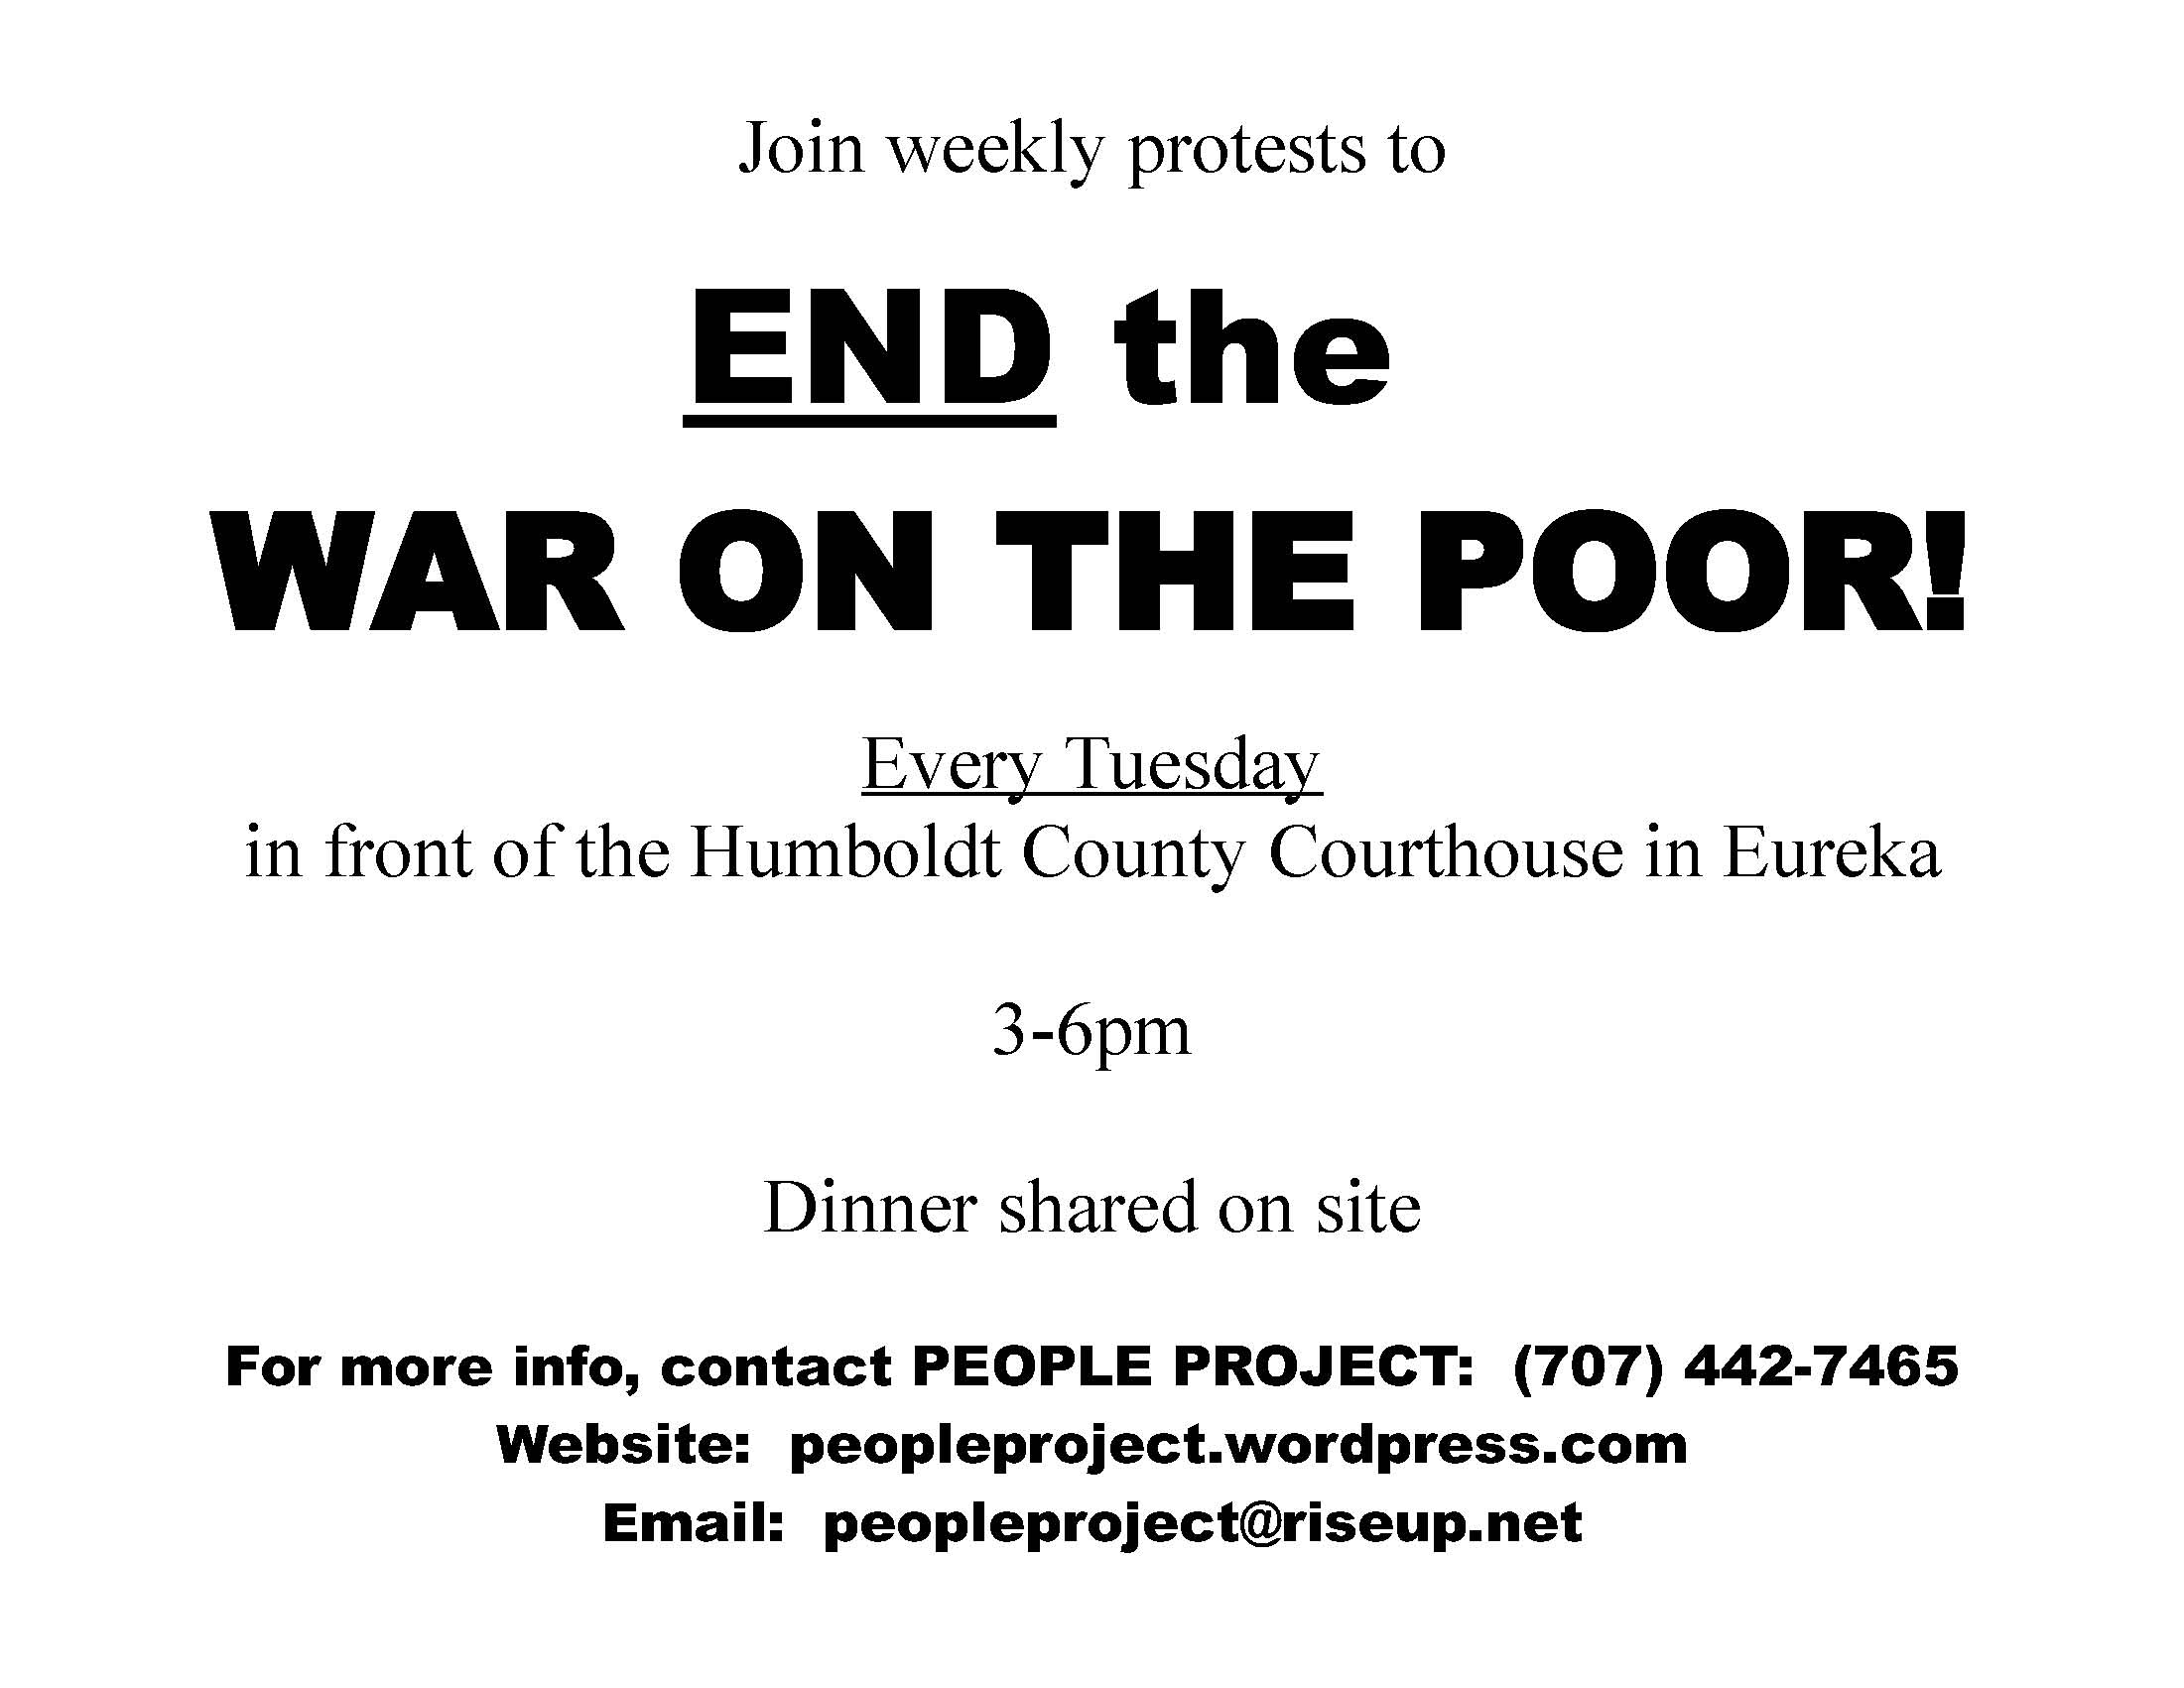 Join weekly protests to
END the
WAR ON THE POOR!
Every Tuesday
in front of the Humboldt County Courthouse in Eureka
3-6pm
Dinner shared on site
For more info, contact PEOPLE PROJECT:  (707) 442-7465
Website:  peopleproject.wordpress.com
Email:  peopleproject@riseup.net